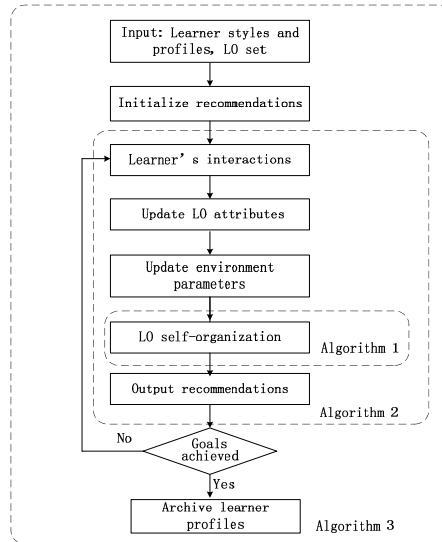 Input: Learner styles and
profiles, LO set
Initialize recommendations
Learner's interactions
Update LO attributes
Update environment
parameters
LO self-organization
Algorithm 1
Output recommendations
Algorithm 2
No
Goals
achieved
Yes
Archive learner
profiles
Algorithm 3